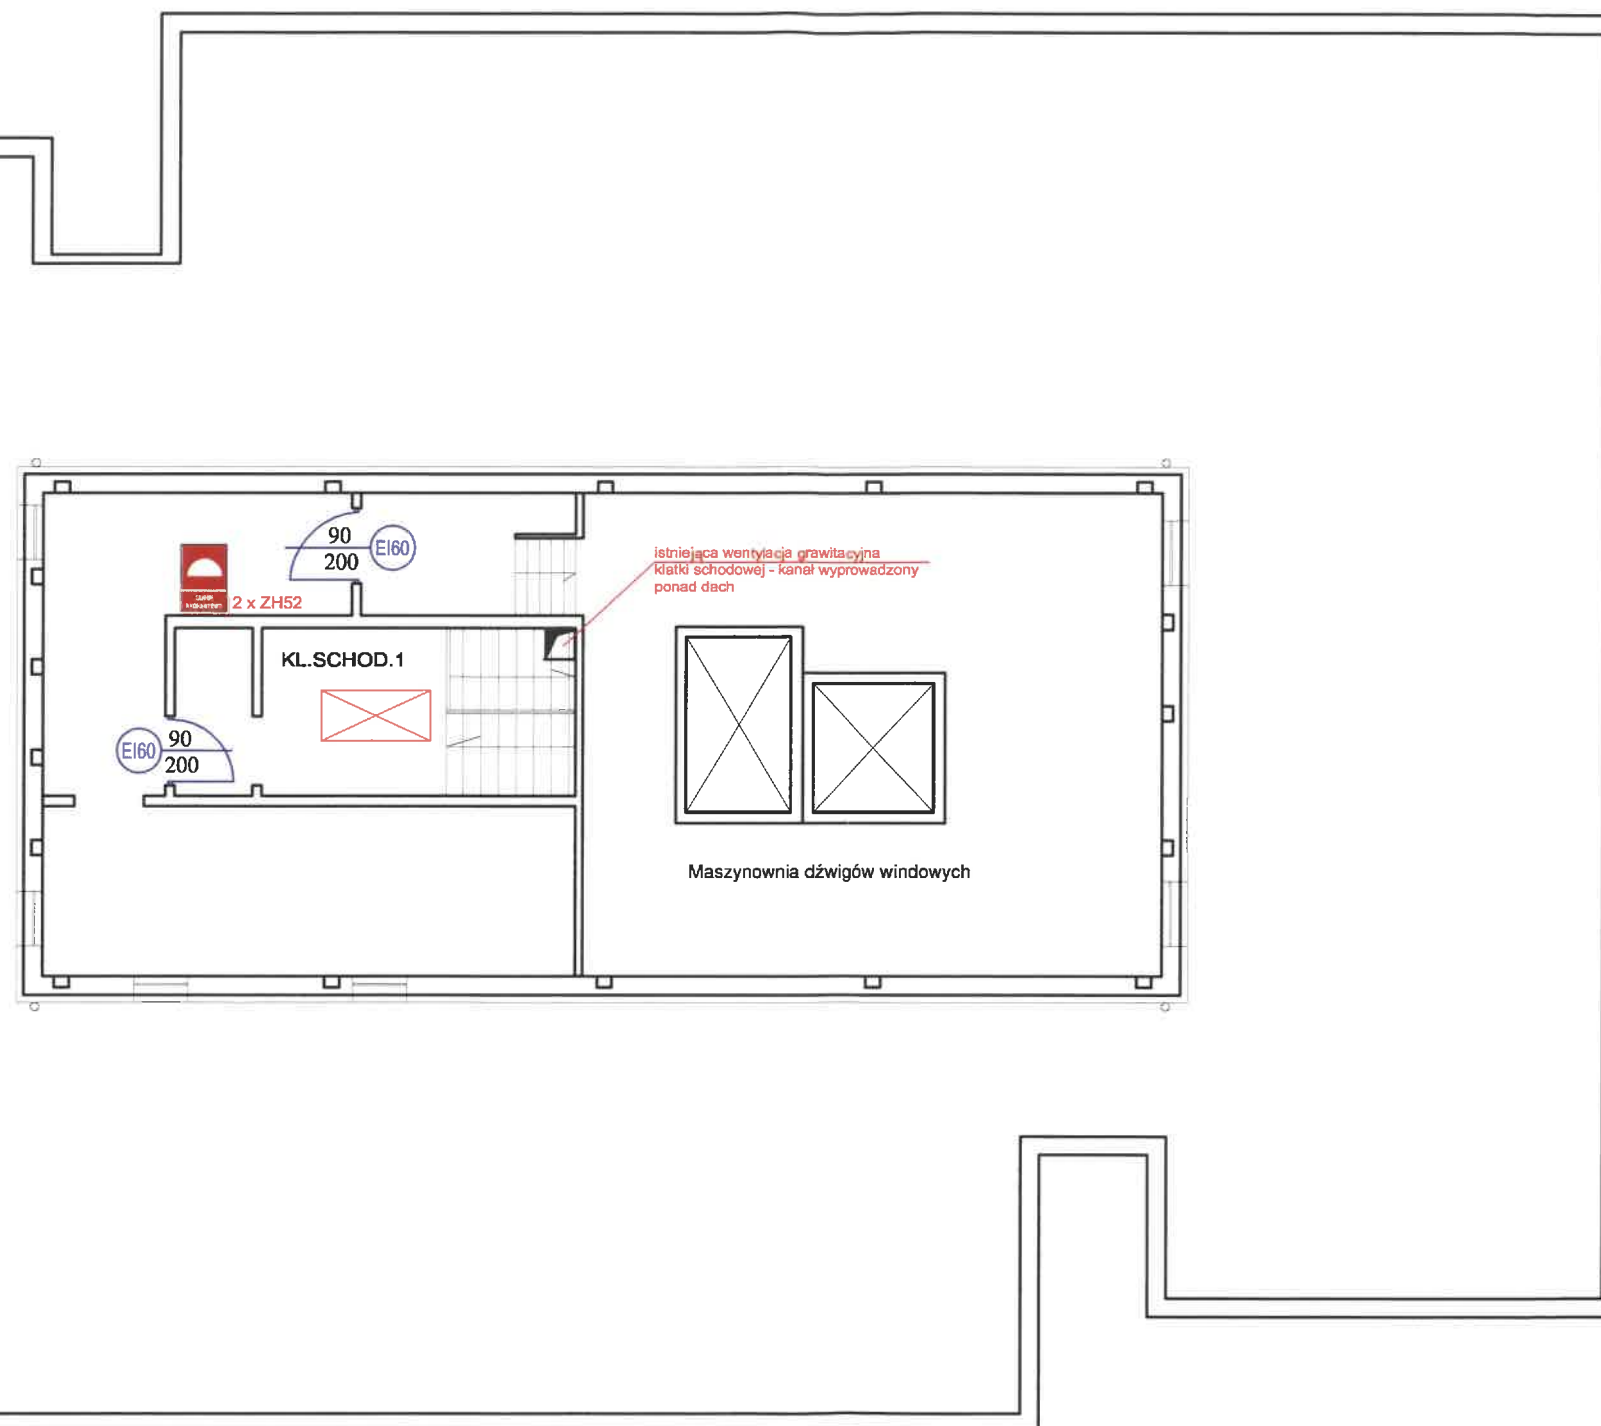 90
200
EI60
istniejąca wentylacja grawitacyjna
klatki schodowej - kanał wyprowadzony
ponad dach
2 x ZH52
KL.SCHOD.1
EI60
90
200
Maszynownia dźwigów windowych